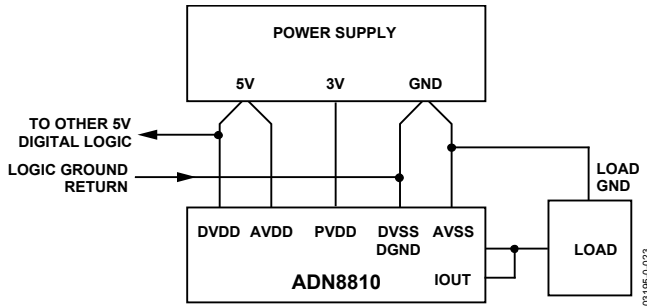 POWER SUPPLY
5V 3V GND
TO OTHER 5V
DIGITAL LOGIC
LOGIC GROUND
RETURN
LOAD
GND
DVDD AVDD PVDD DVSS AVSS
DGND
LOAD
IOUT
ADN8810
03195-0-023